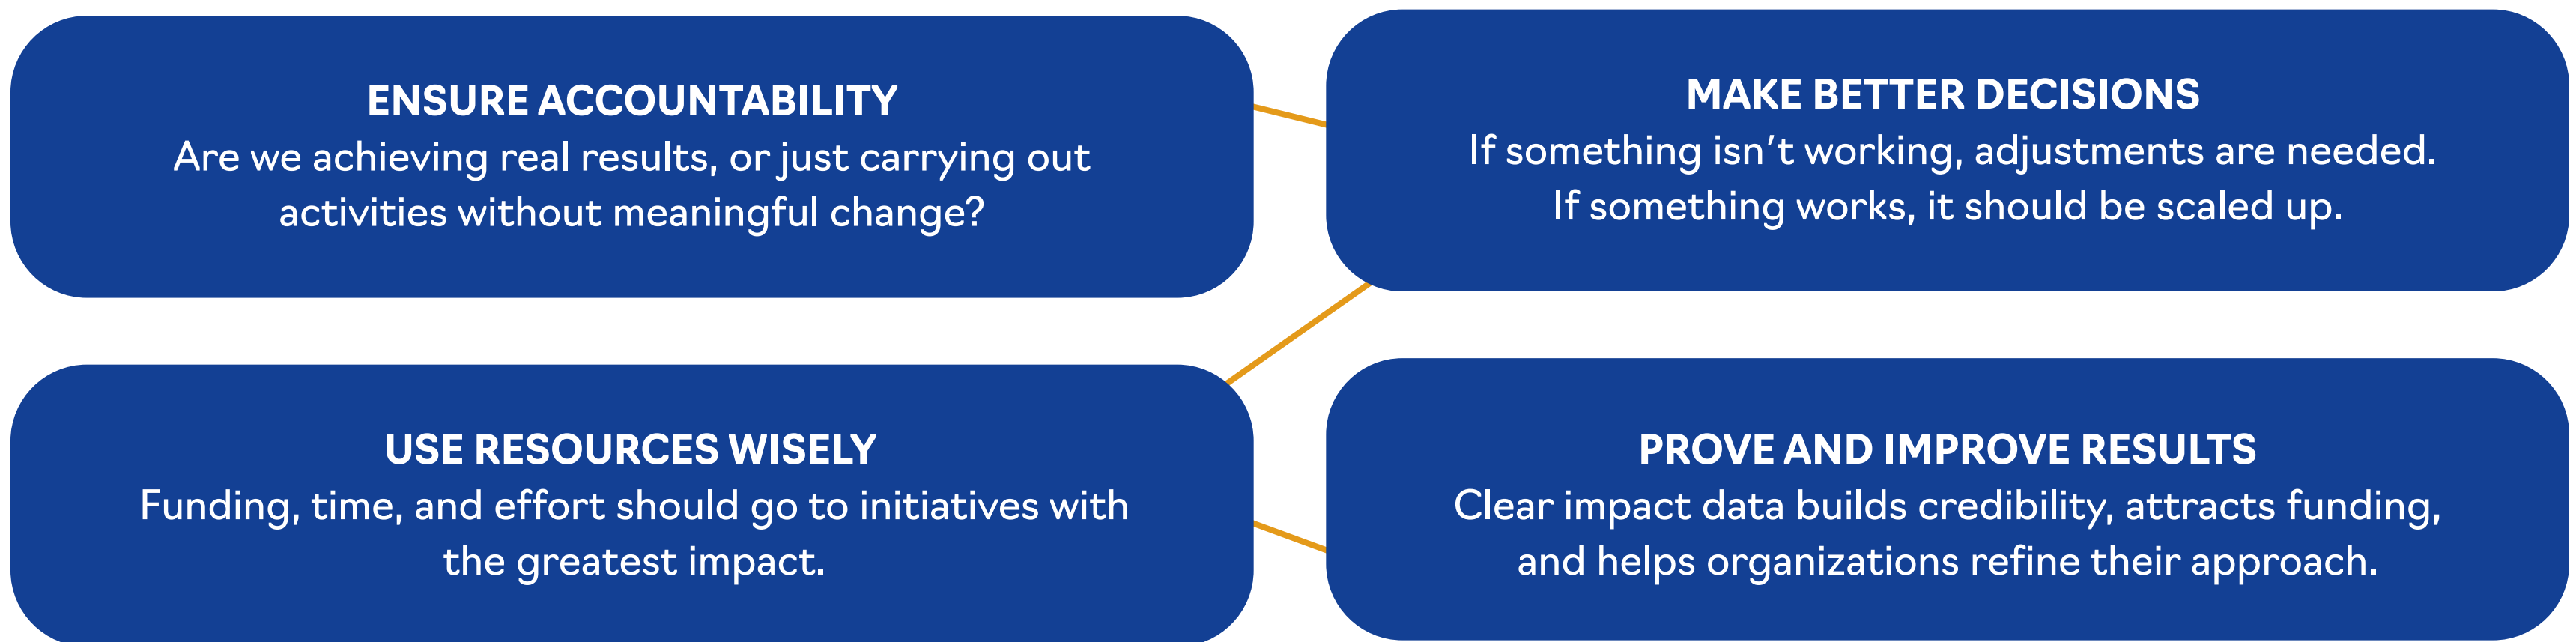 ENSURE ACCOUNTABILITY
Are we achieving real results, or just carrying out
activities without meaningful change?
MAKE BETTER DECISIONS
If something isn’t working, adjustments are needed.
If something works, it should be scaled up.
USE RESOURCES WISELY
Funding, time, and effort should go to initiatives with
the greatest impact.
PROVE AND IMPROVE RESULTS
Clear impact data builds credibility, attracts funding,
and helps organizations refine their approach.